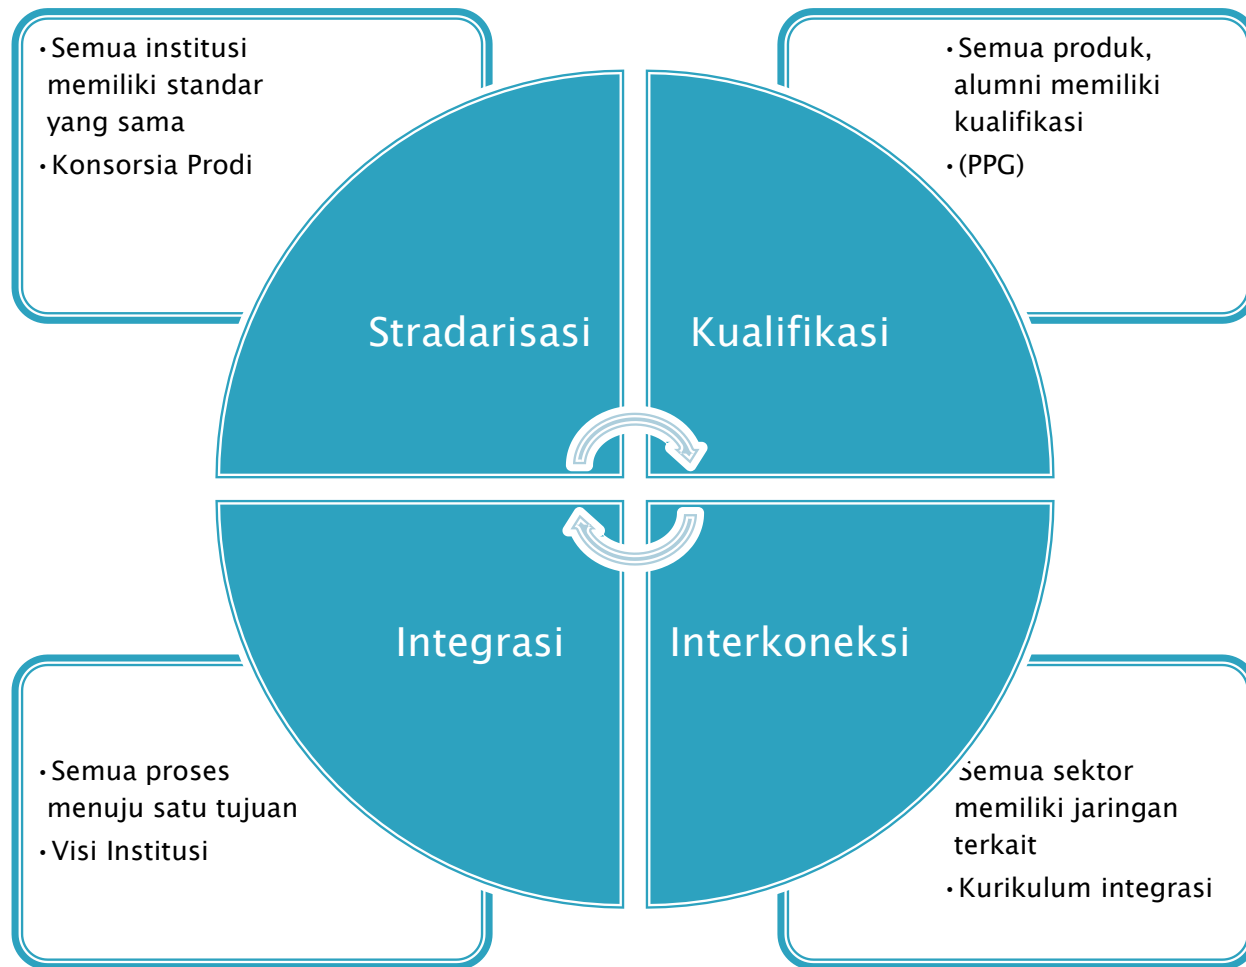 • Semua institusi
memiliki standar
yang sama
• Konsorsia Prodi
• Semua produk,
alumni memiliki
kualifikasi
• (PPG)
Stradarisasi
Kualifikasi
Integrasi
Interkoneksi
• Semua proses
menuju satu tujuan
• Visi Institusi
Semua sektor
memiliki jaringan
terkait
• Kurikulum integrasi